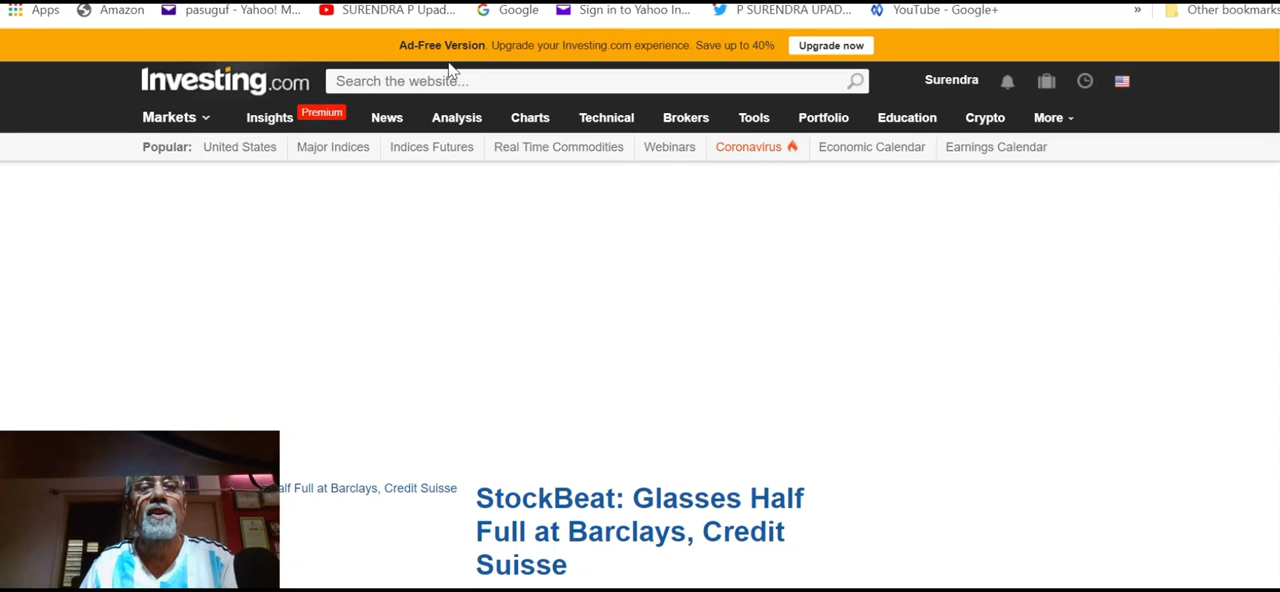 Apps Amazon pasuguf - Yahoo! M... SURENDRA P Upad... Google Sign in to Yahoo In... P SURENDRA UPAD... YouTube - Google+ » Other bookmarks
Ad-Free Version. Upgrade your Investing.com experience. Save up to 40% Upgrade now
Investing.com Search the website... Surendra
Markets Insights Premium News Analysis Charts Technical Brokers Tools Portfolio Education Crypto More
Popular: United States Major Indices Indices Futures Real Time Commodities Webinars Coronavirus Economic Calendar Earnings Calendar
alf Full at Barclays, Credit Suisse
StockBeat: Glasses Half
Full at Barclays, Credit
Suisse